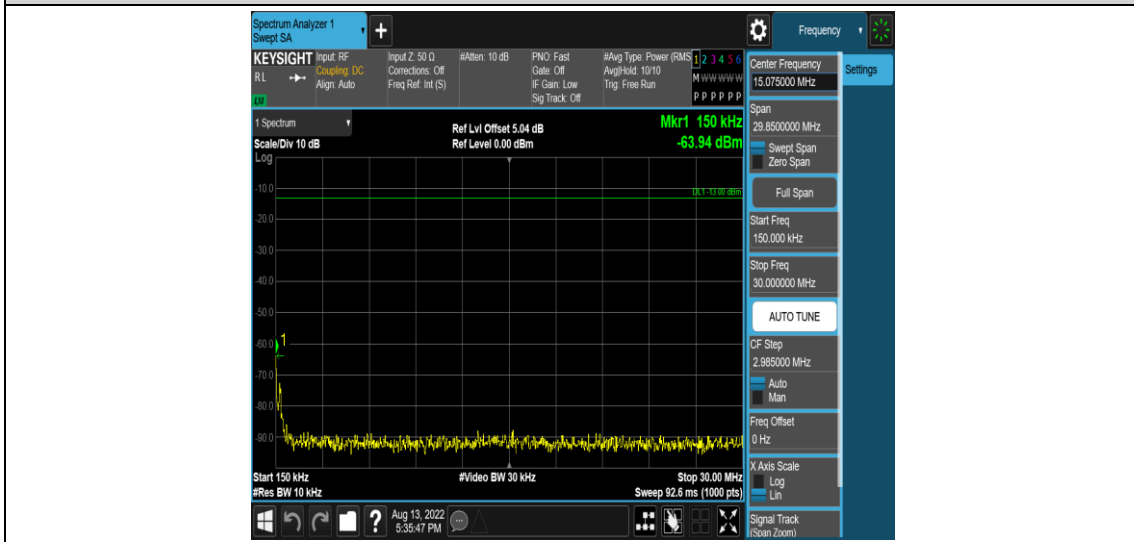 Spectrum Analyzer 1
Swept SA
+
Frequency
KEYSIGHT
RL
LXI
Input: RF
Coupling: DC
Align: Auto
Input Z: 50 Ω
Corrections: Off
Freq Ref: Int (S)
#Atten: 10 dB
PNO: Fast
Gate: Off
IF Gain: Low
Sig Track: Off
#Avg Type: Power (RMS
Avg|Hold: 10/10
Trig: Free Run
1 2 3 4 5 6
M W W W W W
P P P P P P
1 Spectrum
Scale/Div 10 dB
Log
Ref Lvl Offset 5.04 dB
Ref Level 0.00 dBm
Mkr1 150 kHz
-63.94 dBm
DL1 -13.00 dBm
-10.0
-20.0
-30.0
-40.0
-50.0
-60.0
1
-70.0
-80.0
-90.0
Start 150 kHz
#Res BW 10 kHz
#Video BW 30 kHz
Stop 30.00 MHz
Sweep 92.6 ms (1000 pts)
Aug 13, 2022
5:35:47 PM
?
Center Frequency
15.075000 MHz
Settings
Span
29.8500000 MHz
Swept Span
Zero Span
Full Span
Start Freq
150.000 kHz
Stop Freq
30.000000 MHz
AUTO TUNE
CF Step
2.985000 MHz
Auto
Man
Freq Offset
0 Hz
X Axis Scale
Log
Lin
Signal Track
(Span Zoom)